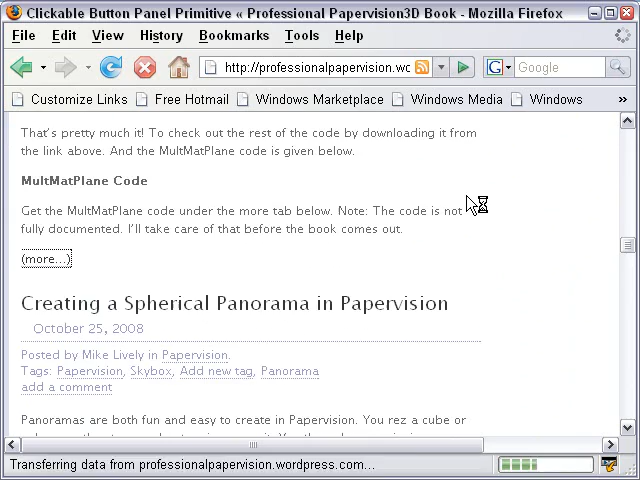 Clickable Button Panel Primitive « Professional Papervision3D Book - Mozilla Firefox
File Edit View History Bookmarks Tools Help
http://professionalpapervision.wc
G Google
Customize Links Free Hotmail Windows Marketplace Windows Media Windows »
That's pretty much it! To check out the rest of the code by downloading it from
the link above. And the MultMatPlane code is given below.
MultMatPlane Code
Get the MultMatPlane code under the more tab below. Note: The code is not
fully documented. I'll take care of that before the book comes out.
(more...)
Creating a Spherical Panorama in Papervision
October 25, 2008
Posted by Mike Lively in Papervision.
Tags: Papervision, Skybox, Add new tag, Panorama
add a comment
Panoramas are both fun and easy to create in Papervision. You rez a cube or
Transferring data from professionalpapervision.wordpress.com...